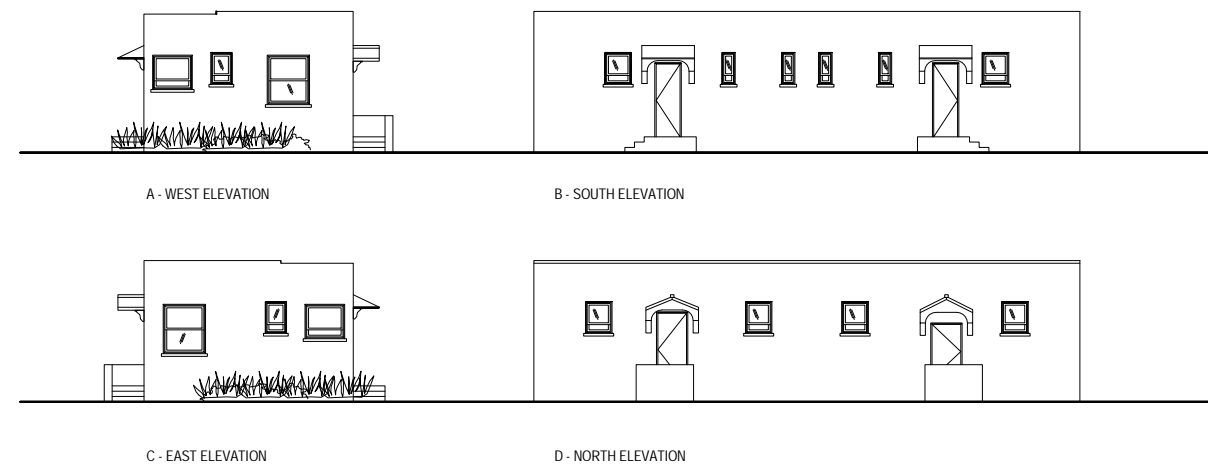 A - WEST ELEVATION
B - SOUTH ELEVATION
C - EAST ELEVATION
D - NORTH ELEVATION